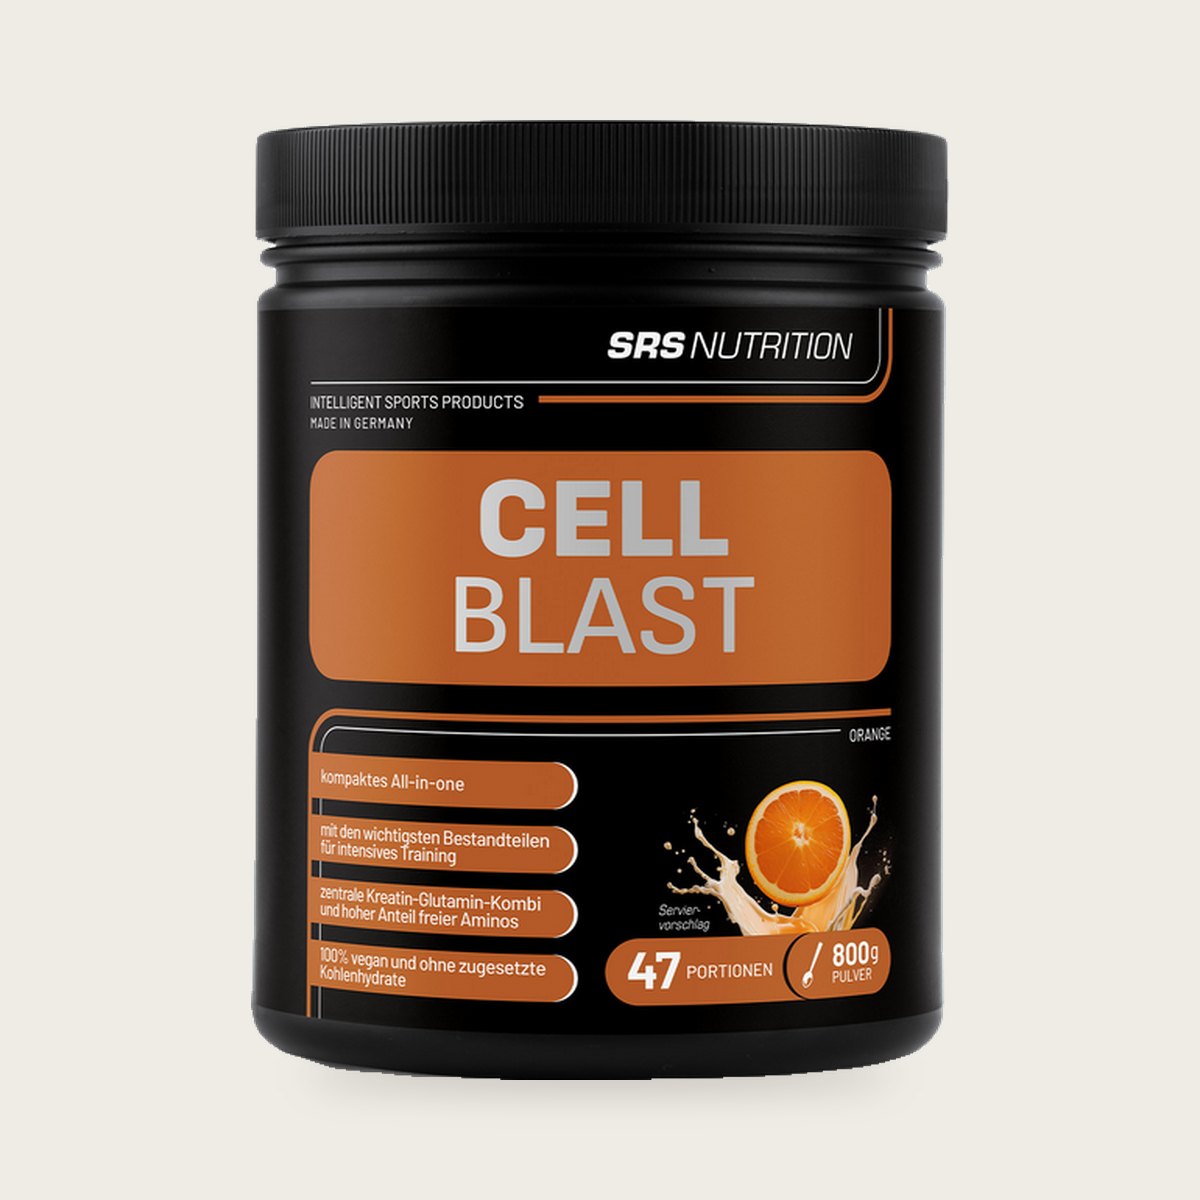 SRS NUTRITION
INTELLIGENT SPORTS PRODUCTS
MADE IN GERMANY
CELL
BLAST
ORANGE
kompaktes All-in-one
mit den wichtigsten Bestandteilen
für intensives Training
zentrale Kreatin-Glutamin-Kombi
und hoher Anteil freier Aminos
100% vegan und ohne zugesetzte
Kohlenhydrate
Servier-
vorschlag
47 PORTIONEN
800g
PULVER